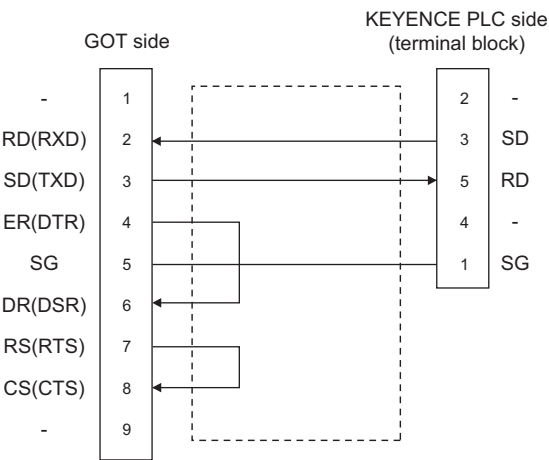 KEYENCE PLC side
(terminal block)
GOT side
- 1 2 -
RD(RXD) 2 3 SD
SD(TXD) 3 5 RD
ER(DTR) 4 4 -
SG 5 1 SG
DR(DSR) 6
RS(RTS) 7
CS(CTS) 8
- 9